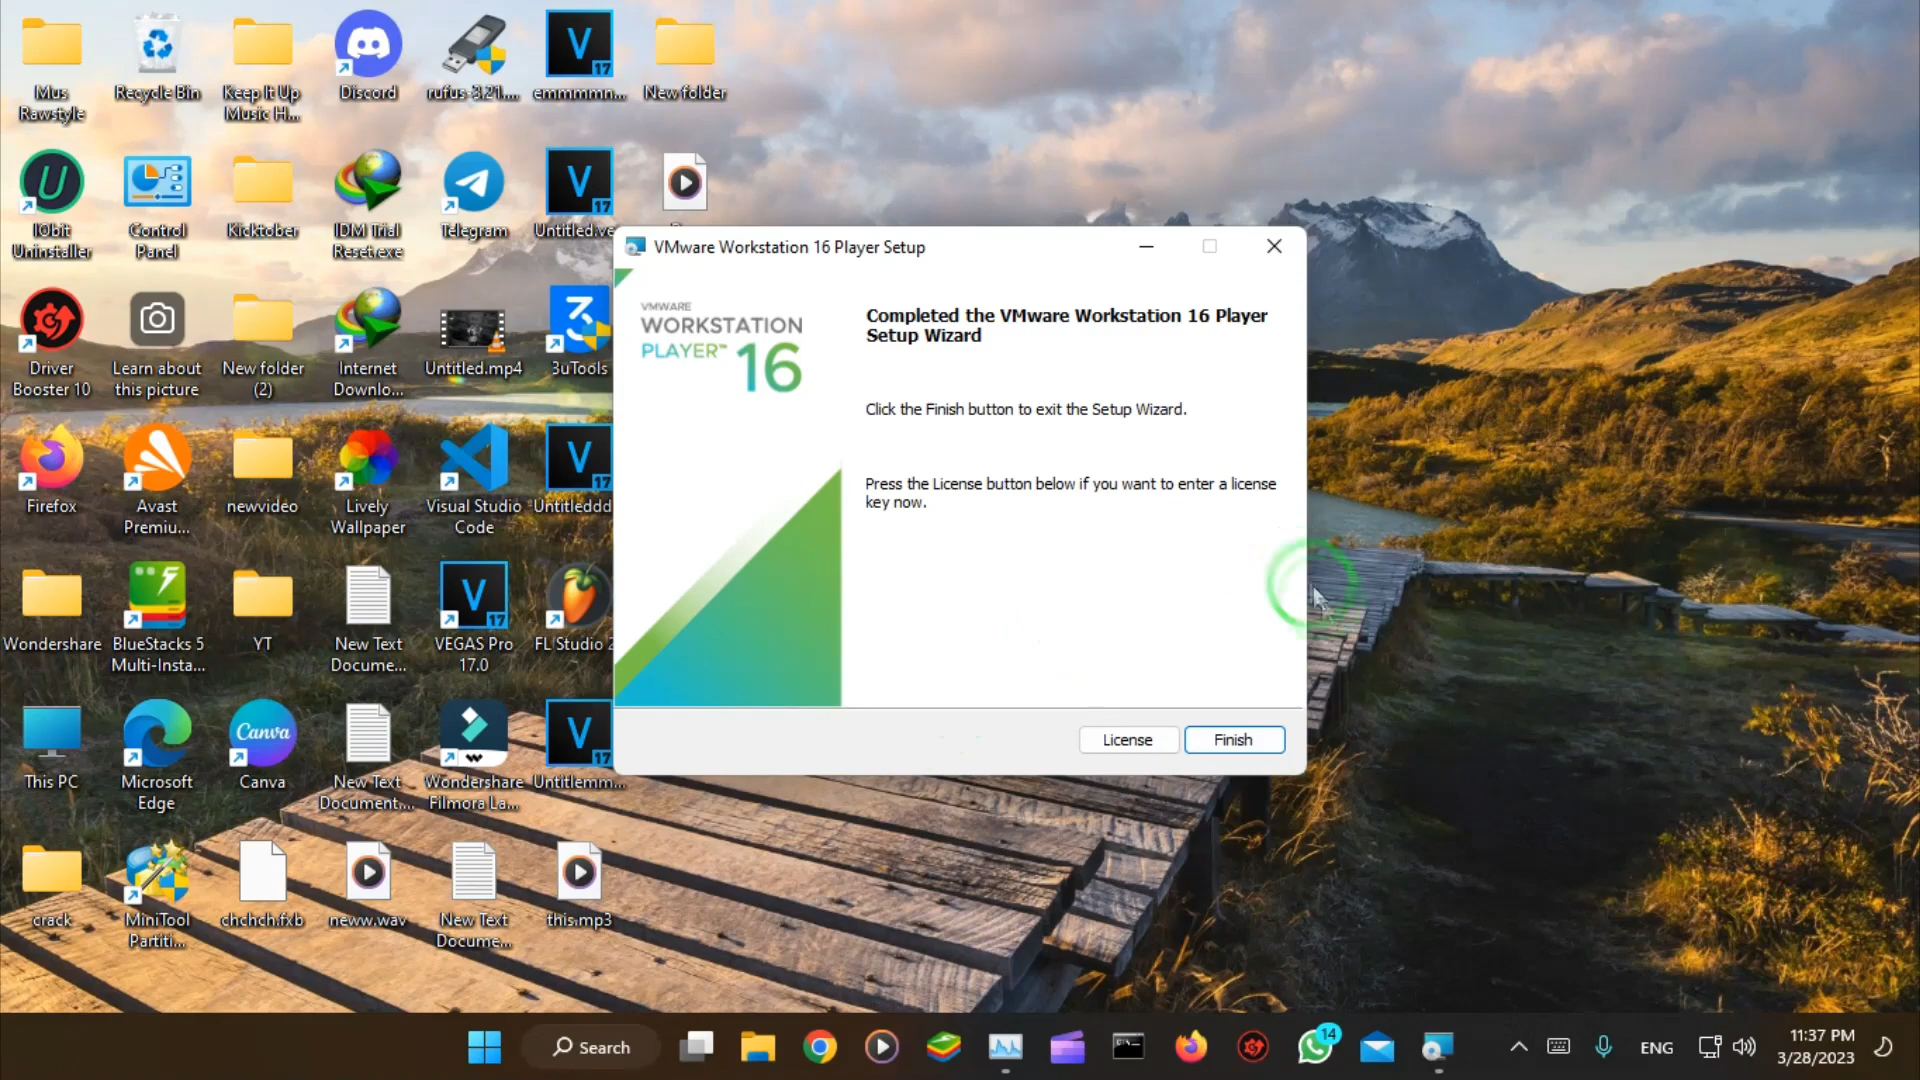 Mus
Rawstyle
Recycle Bin
Keep It Up
Music H...
Discord
rufus-3.21....
emmmmn...
New folder
IObit
Uninstaller
Control
Panel
Kicktober
IDM Trial
Reset.exe
Telegram
Untitled.ve
Driver
Booster 10
Learn about
this picture
New folder
(2)
Internet
Downlo...
Untitled.mp4
3uTools
Firefox
Avast
Premiu...
newvideo
Lively
Wallpaper
Visual Studio
Code
Untitleddd
Wondershare
BlueStacks 5
Multi-Insta...
YT
New Text
Docume...
VEGAS Pro
17.0
FL Studio 2
This PC
Microsoft
Edge
Canva
Canva
New Text
Document....
Wondershare
Filmora La...
Untitlemm...
crack
MiniTool
Partiti...
chchch.fxb
neww.wav
New Text
Docume...
this.mp3
VMware Workstation 16 Player Setup
VMWARE
WORKSTATION
PLAYER™ 16
Completed the VMware Workstation 16 Player
Setup Wizard
Click the Finish button to exit the Setup Wizard.
Press the License button below if you want to enter a license
key now.
License
Finish
Search
14
ENG
11:37 PM
3/28/2023